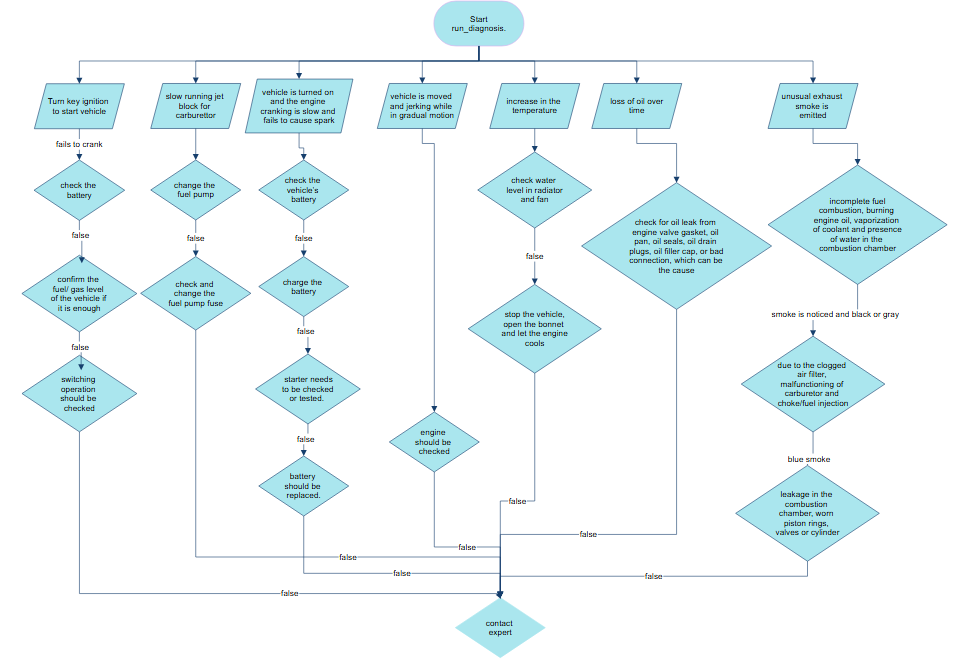 Start
run_diagnosis.
Turn key ignition
to start vehicle
slow running jet
block for
carburettor
vehicle is turned on
and the engine
cranking is slow and
fails to cause spark
vehicle is moved
and jerking while
in gradual motion
increase in the
temperature
loss of oil over
time
unusual exhaust
smoke is
emitted
fails to crank
check the
battery
change the
fuel pump
check the
vehicle's
battery
check water
level in radiator
and fan
check for oil leak from
engine valve gasket, oil
pan, oil seals, oil drain
plugs, oil filler cap, or bad
connection, which can be
the cause
incomplete fuel
combustion, burning
engine oil, vaporization
of coolant and presence
of water in the
combustion chamber
false
false
false
false
confirm the
fuel/ gas level
of the vehicle if
it is enough
check and
change the
fuel pump fuse
charge the
battery
stop the vehicle,
open the bonnet
and let the engine
cools
smoke is noticed and black or gray
false
false
switching
operation
should be
checked
starter needs
to be checked
or tested.
due to the clogged
air filter,
malfunctioning of
carburetor and
choke/fuel injection
false
engine
should be
checked
blue smoke
battery
should be
replaced.
leakage in the
combustion
chamber, worn
piston rings,
valves or cylinder
false
false
false
false
false
false
false
contact
expert